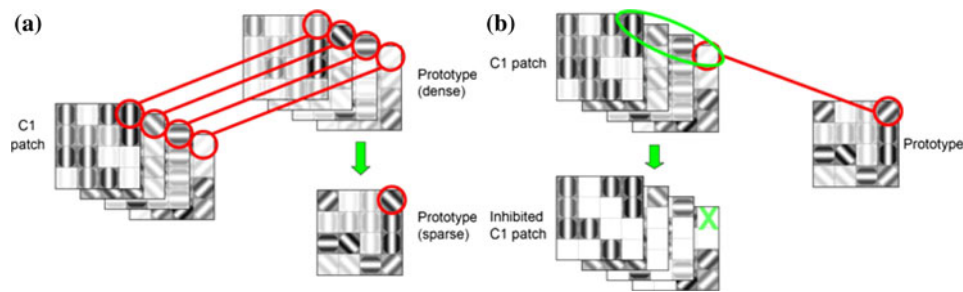 (a)
C1
patch
Prototype
(dense)
Prototype
(sparse)
(b)
C1 patch
Prototype
Inhibited
C1 patch
X